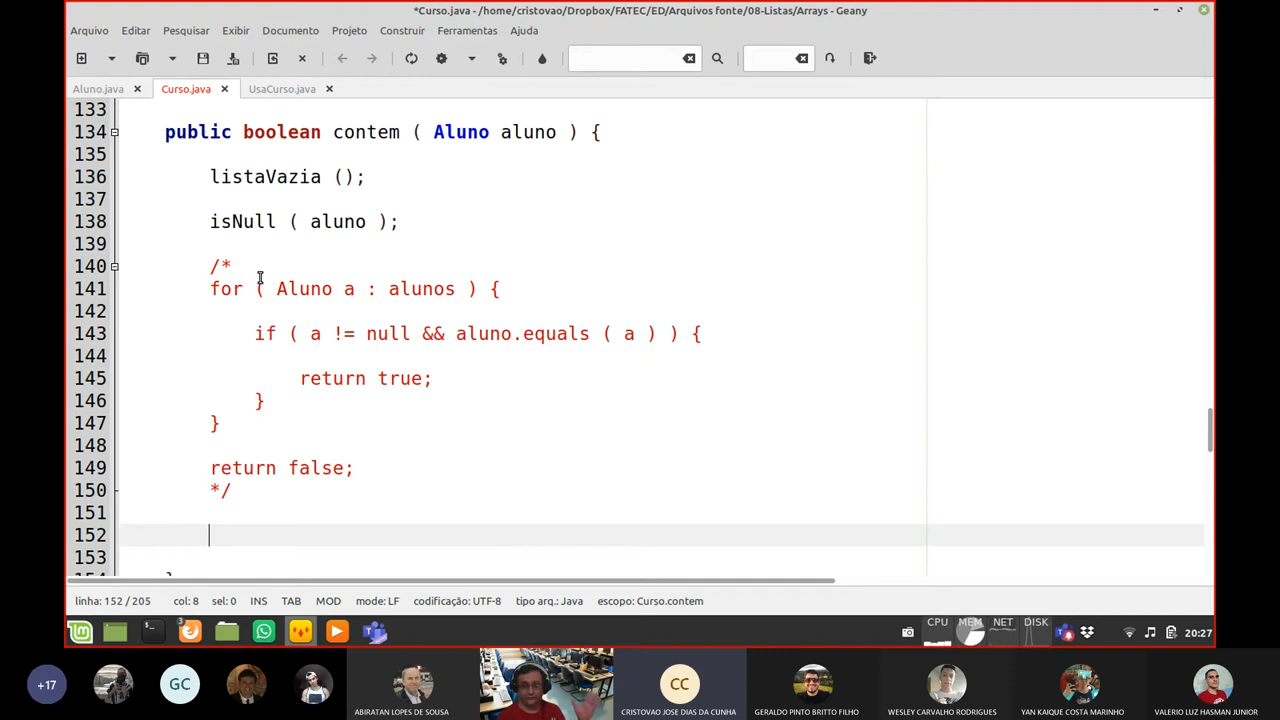 *Curso.java - /home/cristovao/Dropbox/FATEC/ED/Arquivos fonte/08-Listas/Arrays - Geany
Arquivo Editar Pesquisar Exibir Documento Projeto Construir Ferramentas Ajuda
Aluno.java Curso.java UsaCurso.java
133
134 public boolean contem ( Aluno aluno ) {
135
136 listaVazia ();
137
138 isNull ( aluno );
139
140 /*
141 for ( Aluno a : alunos ) {
142
143 if ( a != null && aluno.equals ( a ) ) {
144
145 return true;
146 }
147 }
148
149 return false;
150 */
151
152
153
linha: 152 / 205 col: 8 sel: 0 INS TAB MOD mode: LF codificação: UTF-8 tipo arq.: Java escopo: Curso.contem
3 CPU MEM NET DISK 20:27
+17 GC CC
ABIRATAN LOPES DE SOUSA CRISTOVAO JOSE DIAS DA CUNHA GERALDO PINTO BRITTO FILHO WESLEY CARVALHO RODRIGUES YAN KAIQUE COSTA MARINHO VALERIO LUZ HASMAN JUNIOR